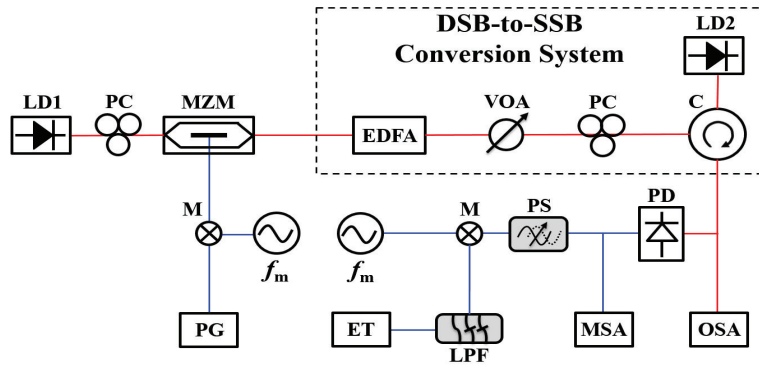 DSB-to-SSB
Conversion System
LD2
LD1
PC
MZM
EDFA
VOA
PC
C
M
fm
PG
fm
M
PS
PD
ET
LPF
MSA
OSA